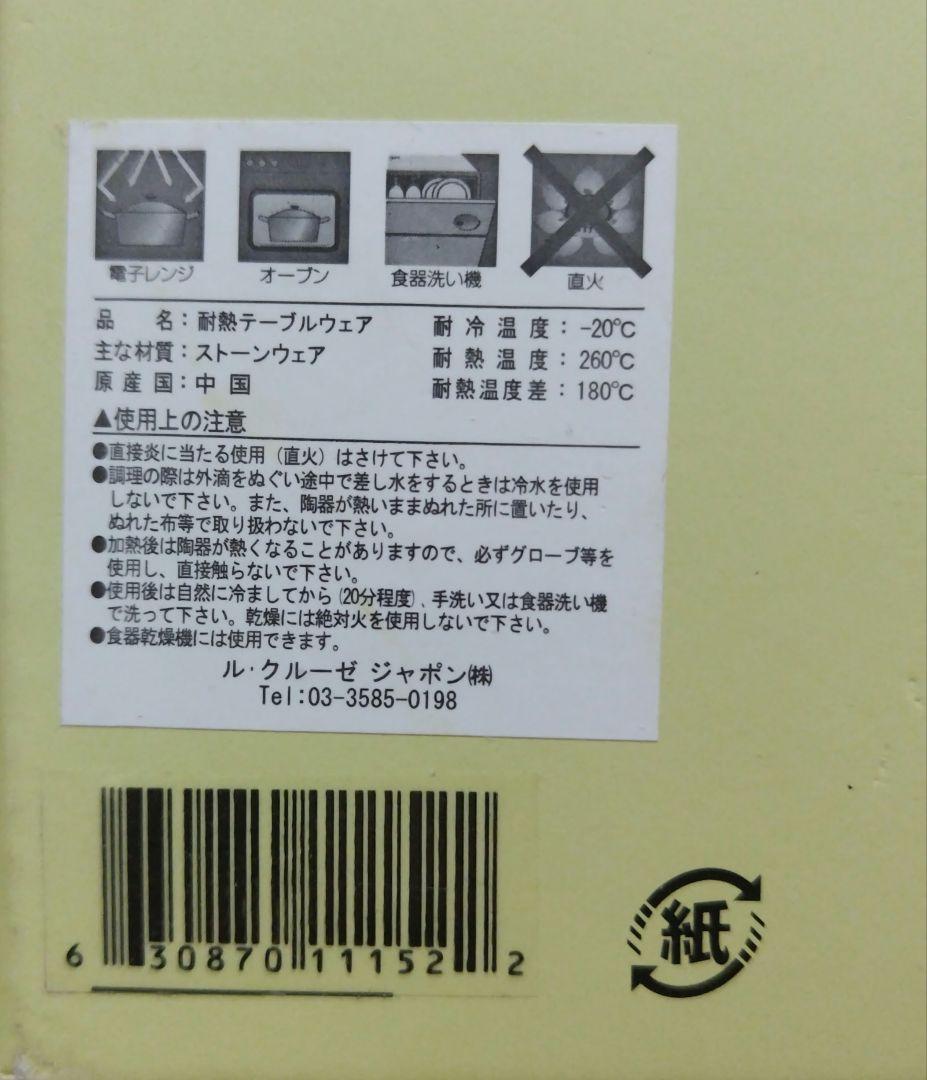 電子レンジ オーブン 食器洗い機 直火
品　　名：耐熱テーブルウェア 耐冷温度：-20℃
主な材質：ストーンウェア 耐熱温度：260℃
原産国：中国 耐熱温度差：180℃
▲使用上の注意
●直接炎に当たる使用（直火）はさけて下さい。
●調理の際は外滴をぬぐい途中で差し水をするときは冷水を使用
しないで下さい。また、陶器が熱いままぬれた所に置いたり、
ぬれた布等で取り扱わないで下さい。
●加熱後は陶器が熱くなることがありますので、必ずグローブ等を
使用し、直接触らないで下さい。
●使用後は自然に冷ましてから(20分程度)、手洗い又は食器洗い機
で洗って下さい。乾燥には絶対火を使用しないで下さい。
●食器乾燥機には使用できます。
ル・クルーゼ ジャポン㈱
Tel:03-3585-0198
6 30870 11152 2
紙